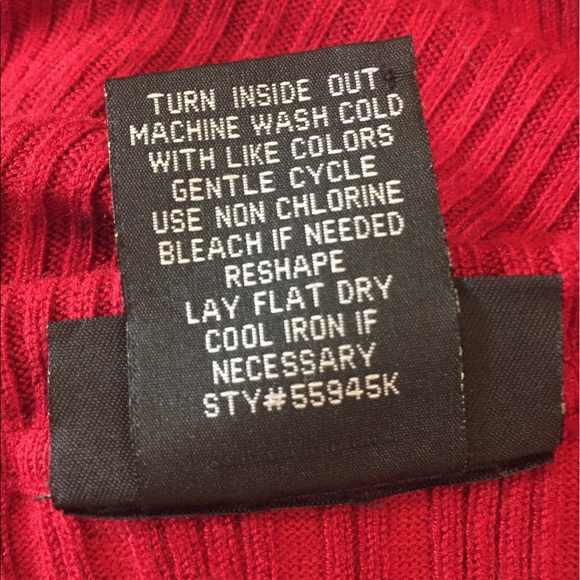 TURN INSIDE OUT
MACHINE WASH COLD
WITH LIKE COLORS
GENTLE CYCLE
USE NON CHLORINE
BLEACH IF NEEDED
RESHAPE
LAY FLAT DRY
COOL IRON IF
NECESSARY
STY#55945K